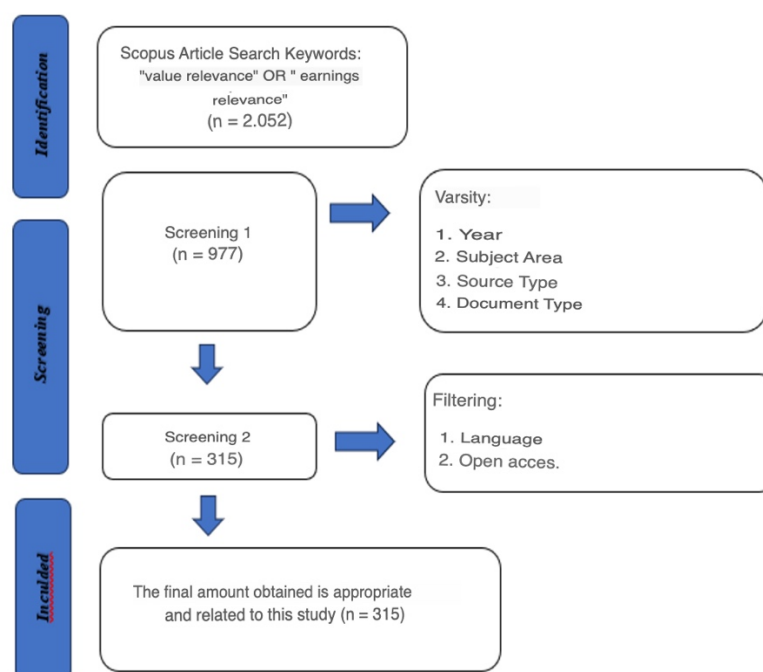 Identification
Scopus Article Search Keywords:
"value relevance" OR " earnings
relevance"
(n = 2.052)
Screening
Screening 1
(n = 977)
Varsity:
1. Year
2. Subject Area
3. Source Type
4. Document Type
Screening 2
(n = 315)
Filtering:
1. Language
2. Open acces.
Inculded
The final amount obtained is appropriate
and related to this study (n = 315)